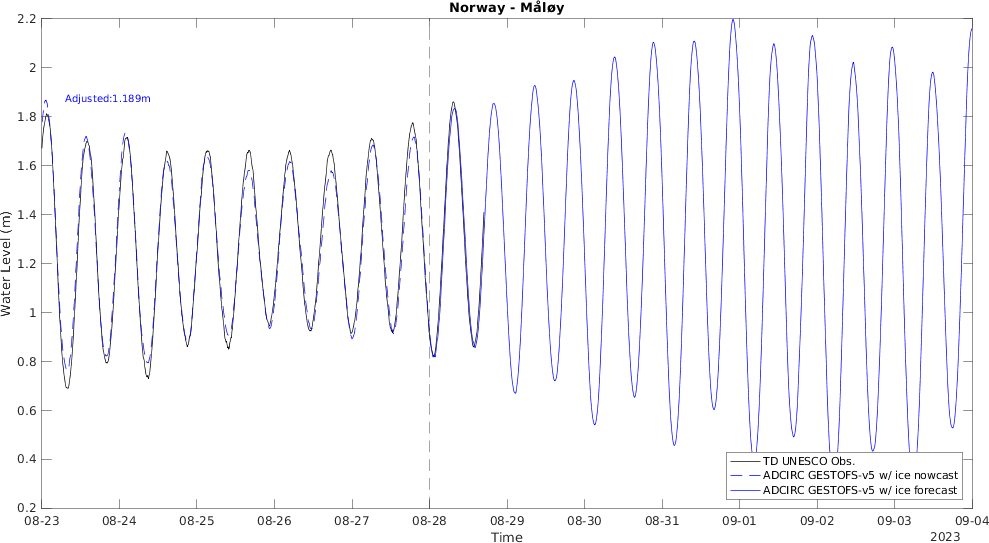 Norway - Måløy
2.2
2
1.8
1.6
1.4
1.2
1
0.8
0.6
0.4
0.2
Water Level (m)
Adjusted:1.189m
TD UNESCO Obs.
ADCIRC GESTOFS-v5 w/ ice nowcast
ADCIRC GESTOFS-v5 w/ ice forecast
08-23 08-24 08-25 08-26 08-27 08-28 08-29 08-30 08-31 09-01 09-02 09-03 09-04
Time
2023